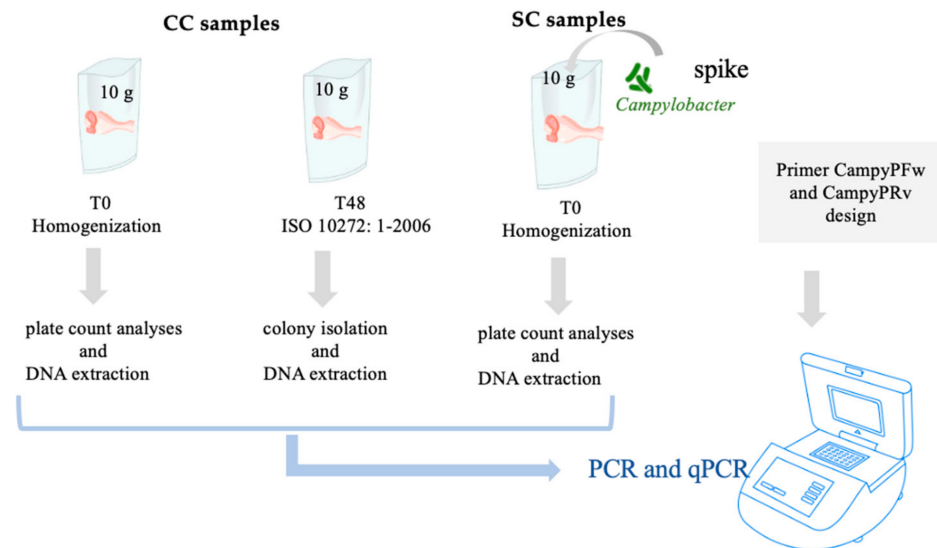 CC samples
SC samples
10 g
10 g
10 g
spike
Campylobacter
T0
Homogenization
T48
ISO 10272: 1-2006
T0
Homogenization
Primer CampyPFw
and CampyPRv
design
plate count analyses
and
DNA extraction
colony isolation
and
DNA extraction
plate count analyses
and
DNA extraction
PCR and qPCR